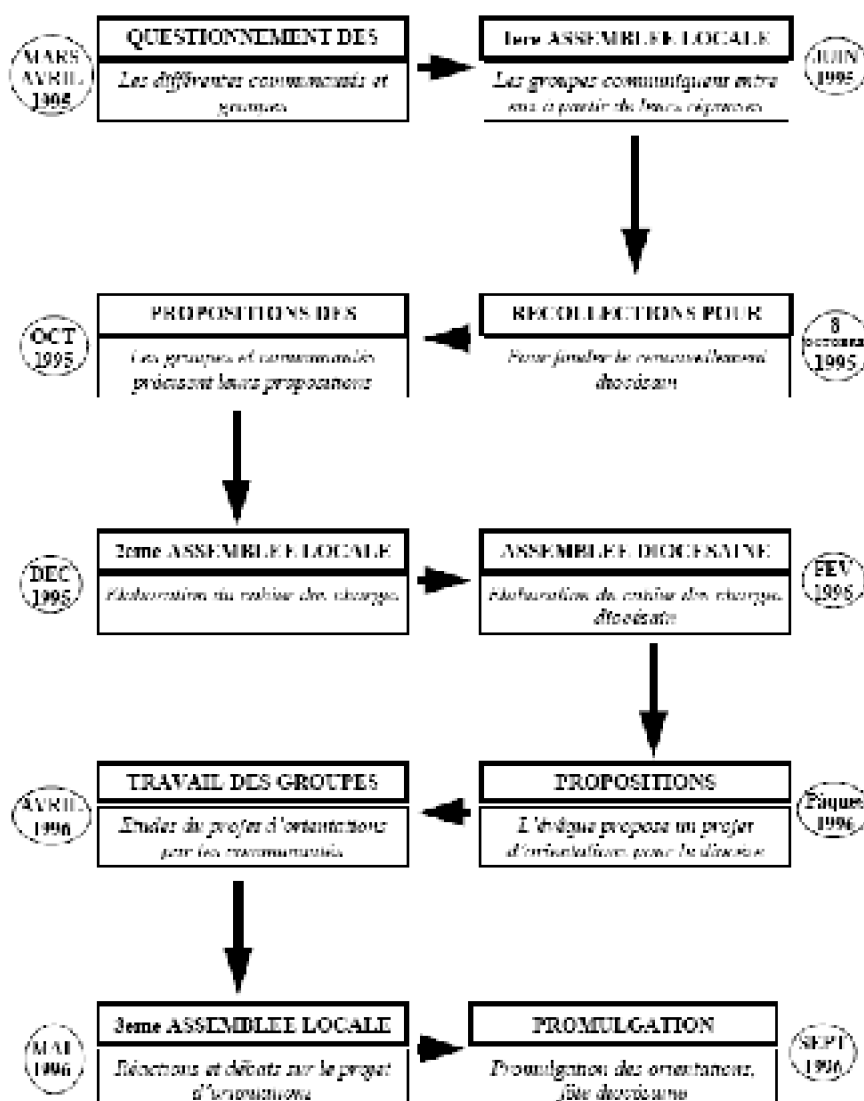 MARS
AVRIL
1995
QUESTIONNEMENT DES
Les différentes communautés et
groupes
1ere ASSEMBLEE LOCALE
Les groupes communiquent entre
eux a partir de leurs réponses
JUIN
1995
OCT
1995
PROPOSITIONS DES
Les groupes et communautés
précisent leurs propositions
RECOLLECTIONS POUR
Pour fonder le renouvellement
diocésain
8
OCTOBRE
1995
DEC
1995
2eme ASSEMBLEE LOCALE
Elaboration du cahier des charges
ASSEMBLEE DIOCESAINE
Elaboration du cahier des charges
diocésain
FEV
1996
AVRIL
1996
TRAVAIL DES GROUPES
Etudes du projet d'orientations
par les communautés
PROPOSITIONS
L'évêque propose un projet
d'orientations pour le diocèse
Pâques
1996
MAI
1996
3eme ASSEMBLEE LOCALE
Réactions et débats sur le projet
d'orientations
PROMULGATION
Promulgation des orientations,
fête diocésaine
SEPT
1996